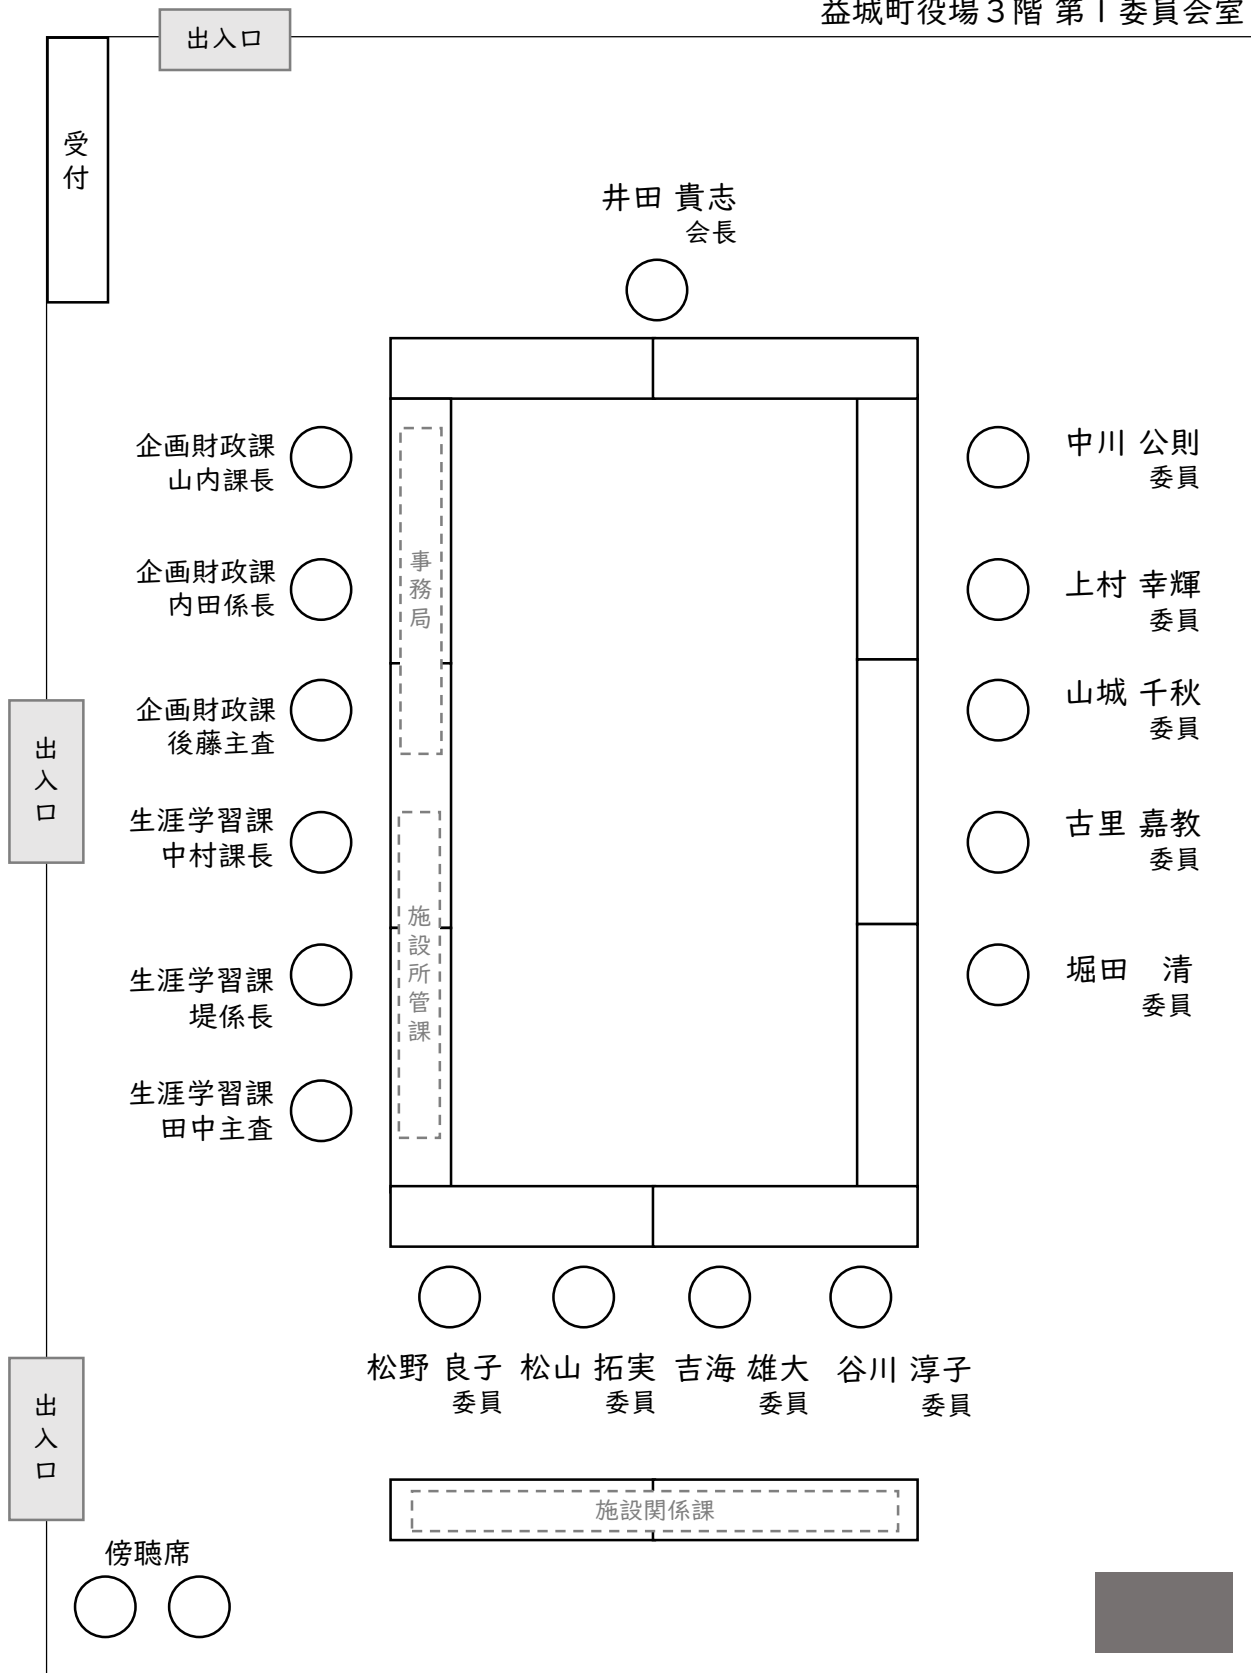 益城町役場３階 第１委員会室
出入口
受付
井田 貴志
会長
企画財政課
山内課長
企画財政課
内田係長
企画財政課
後藤主査
生涯学習課
中村課長
生涯学習課
堤係長
生涯学習課
田中主査
事務局
施設所管課
中川 公則
委員
上村 幸輝
委員
山城 千秋
委員
古里 嘉教
委員
堀田　清
委員
出入口
松野 良子
委員
松山 拓実
委員
吉海 雄大
委員
谷川 淳子
委員
出入口
施設関係課
傍聴席